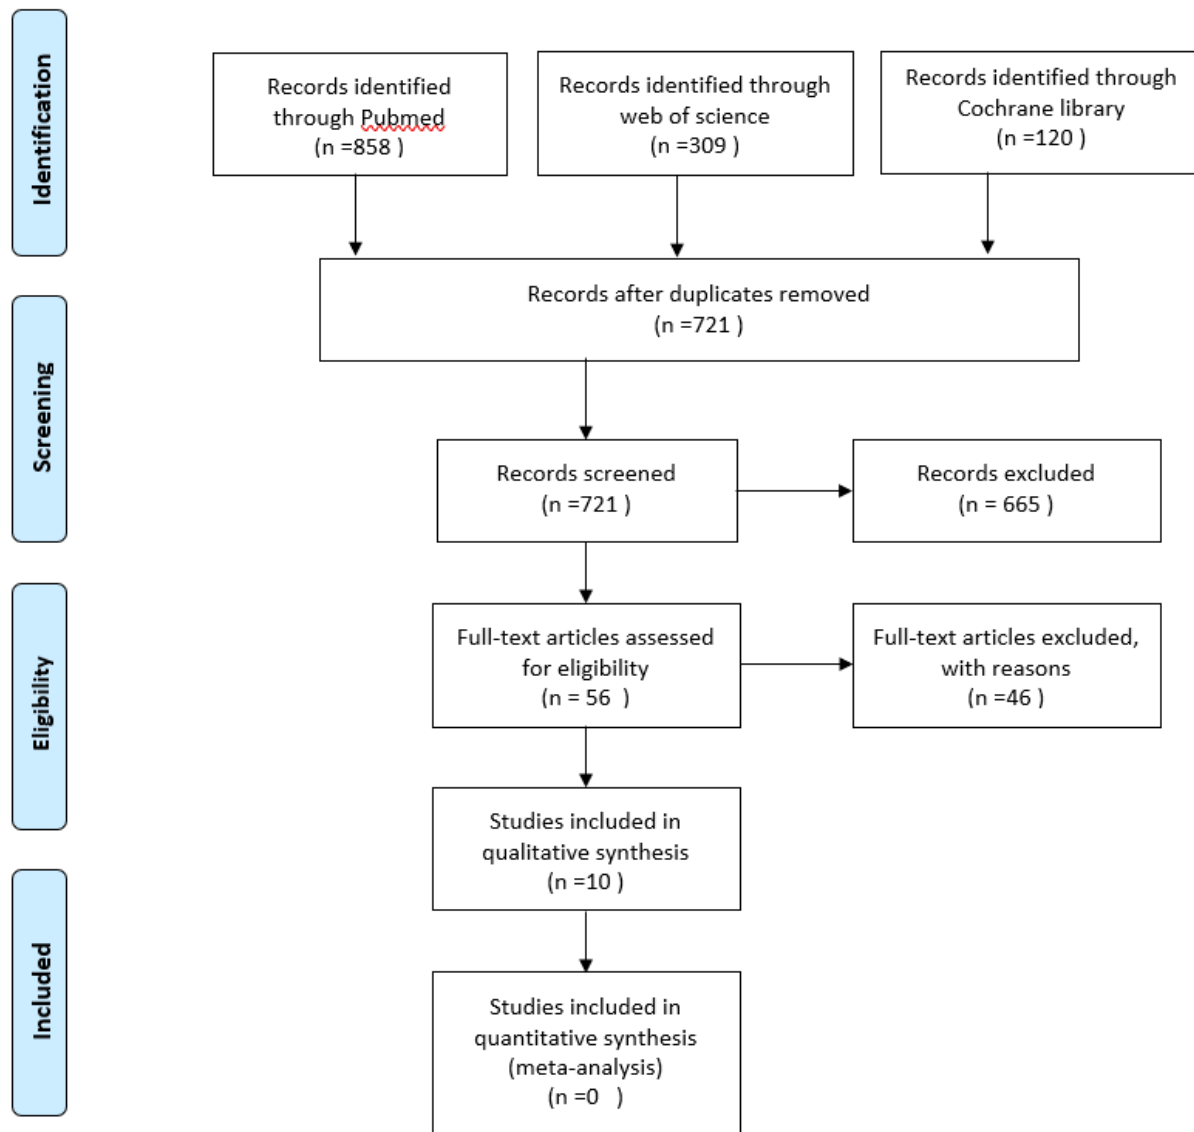 Identification
Records identified
through Pubmed
(n =858 )
Records identified through
web of science
(n =309 )
Records identified through
Cochrane library
(n =120 )
Records after duplicates removed
(n =721 )
Screening
Records screened
(n =721 )
Records excluded
(n = 665 )
Eligibility
Full-text articles assessed
for eligibility
(n = 56 )
Full-text articles excluded,
with reasons
(n =46 )
Studies included in
qualitative synthesis
(n =10 )
Included
Studies included in
quantitative synthesis
(meta-analysis)
(n =0 )